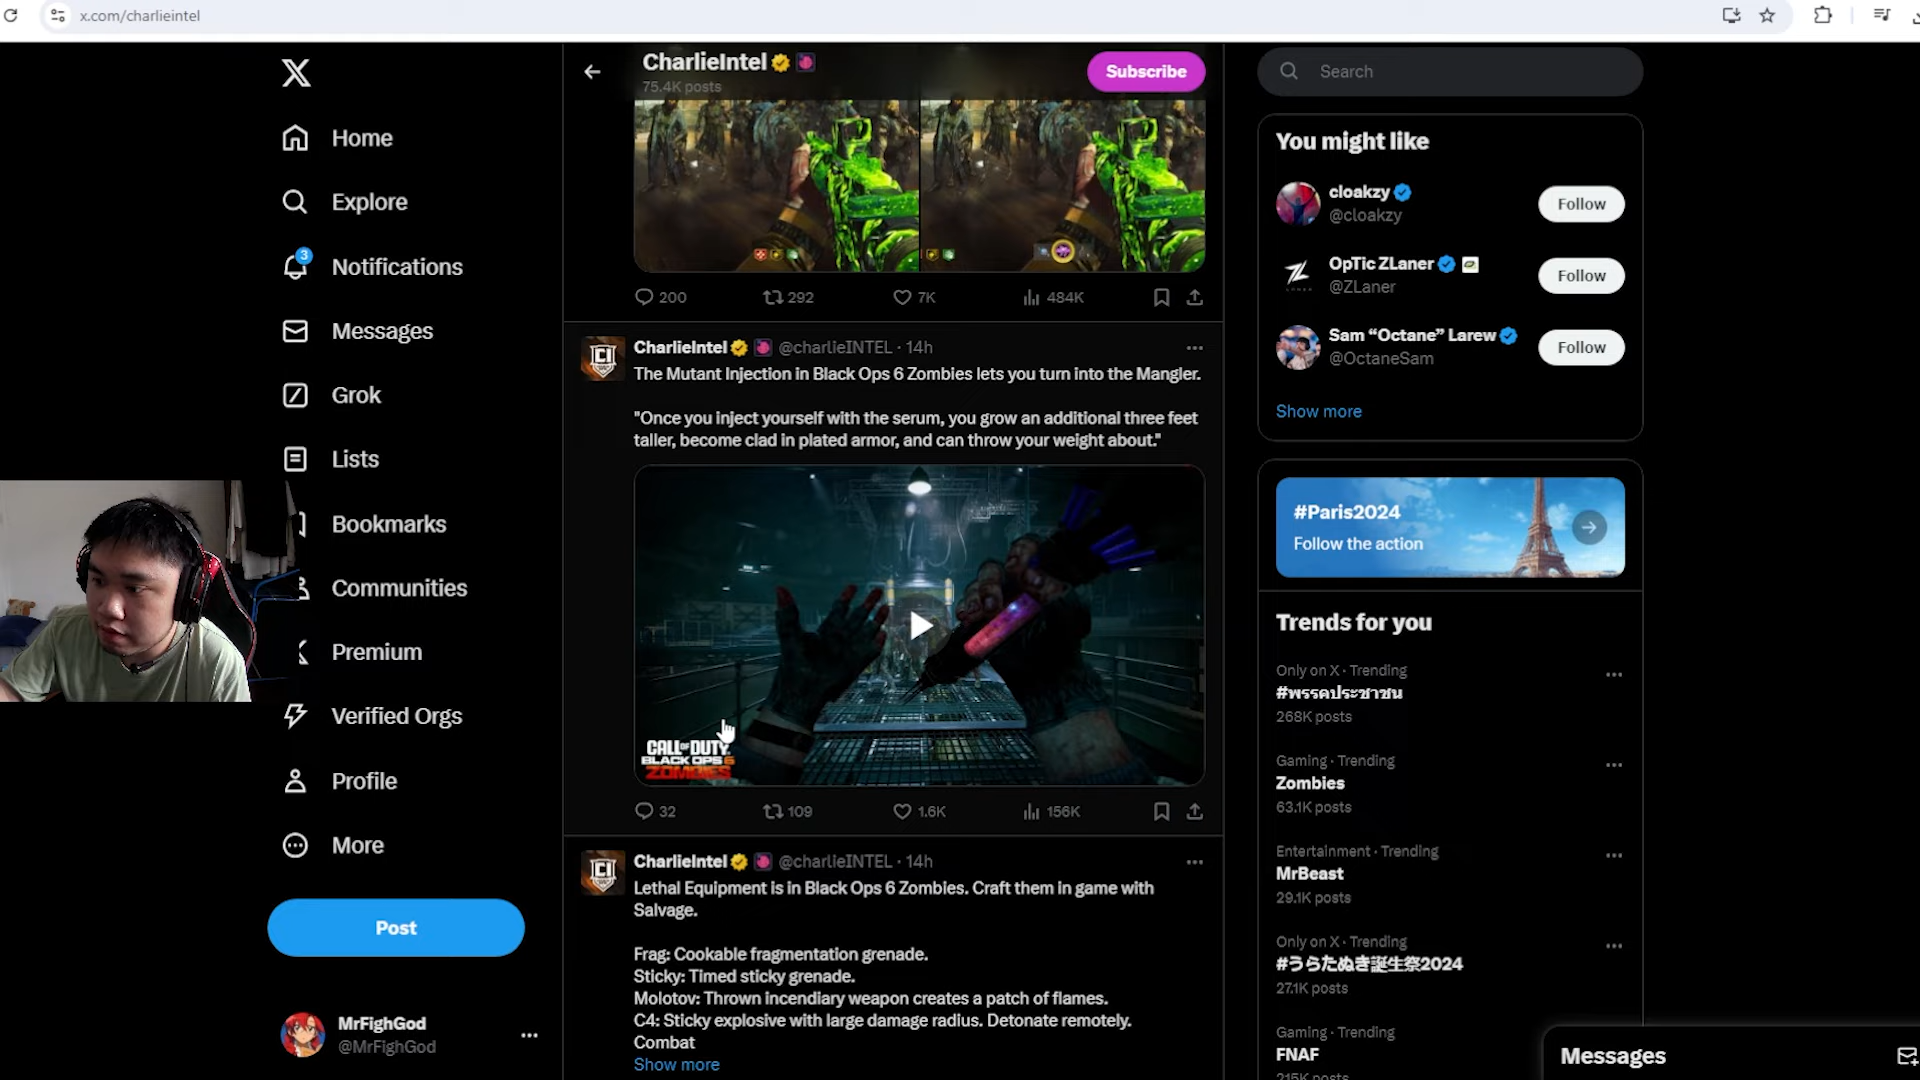 x.com/charlieintel
Home
Explore
3
Notifications
Messages
Grok
Lists
Bookmarks
Communities
Premium
Verified Orgs
Profile
More
Post
MrFighGod
@MrFighGod
CharlieIntel
75.4K posts
Subscribe
200 292 7K 484K
CharlieIntel @charlieINTEL · 14h
The Mutant Injection in Black Ops 6 Zombies lets you turn into the Mangler.
"Once you inject yourself with the serum, you grow an additional three feet
taller, become clad in plated armor, and can throw your weight about."
CALL OF DUTY
BLACK OPS 6
ZOMBIES
32 109 1.6K 156K
CharlieIntel @charlieINTEL · 14h
Lethal Equipment is in Black Ops 6 Zombies. Craft them in game with
Salvage.
Frag: Cookable fragmentation grenade.
Sticky: Timed sticky grenade.
Molotov: Thrown incendiary weapon creates a patch of flames.
C4: Sticky explosive with large damage radius. Detonate remotely.
Combat
Show more
Search
You might like
cloakzy
@cloakzy
Follow
OpTic ZLaner
@ZLaner
Follow
Sam “Octane” Larew
@OctaneSam
Follow
Show more
#Paris2024
Follow the action
Trends for you
Only on X · Trending
#พรรคประชาชน
268K posts
Gaming · Trending
Zombies
63.1K posts
Entertainment · Trending
MrBeast
29.1K posts
Only on X · Trending
#うらたぬき誕生祭2024
27.1K posts
Gaming · Trending
FNAF
215K posts
Messages